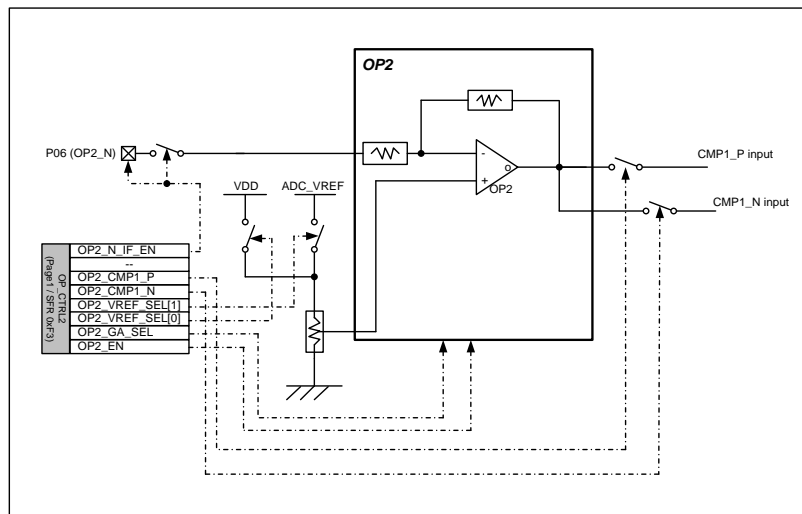 OP2
P06 (OP2_N)
CMP1_P input
-
+
O
OP2
VDD
ADC_VREF
CMP1_N input
OP_CTRL2
(Page1 / SFR 0xF3)
OP2_N_IF_EN
--
OP2_CMP1_P
OP2_CMP1_N
OP2_VREF_SEL[1]
OP2_VREF_SEL[0]
OP2_GA_SEL
OP2_EN